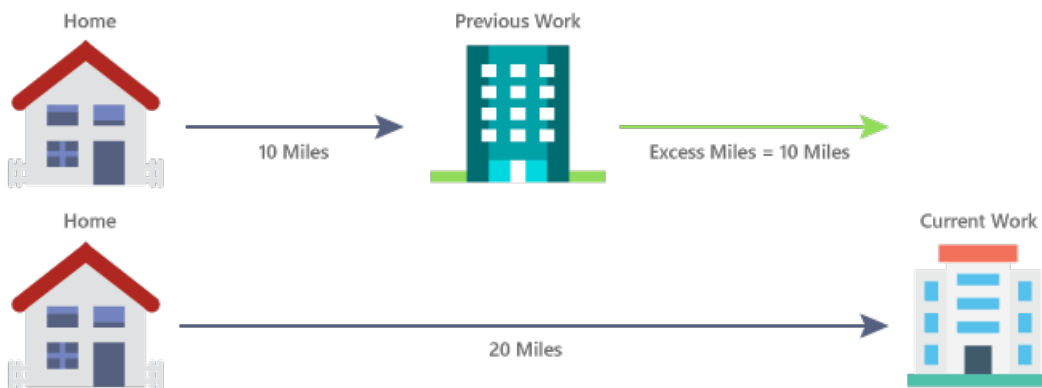 Home
Previous Work
10 Miles
Excess Miles = 10 Miles
Home
Current Work
20 Miles